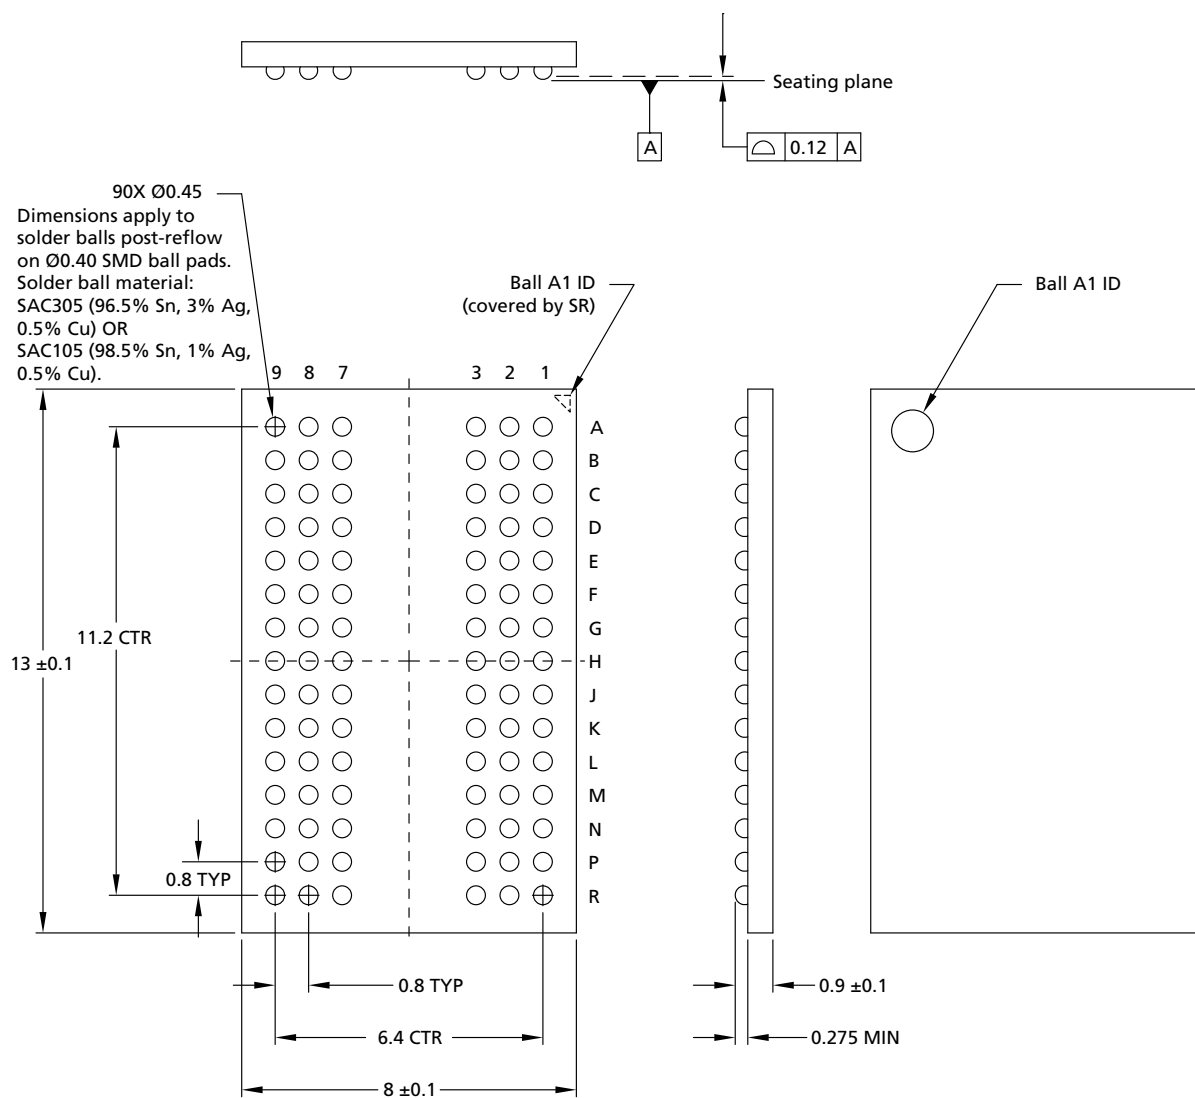 Seating plane
A
0.12 A
90X Ø0.45
Dimensions apply to
solder balls post-reflow
on Ø0.40 SMD ball pads.
Solder ball material:
SAC305 (96.5% Sn, 3% Ag,
0.5% Cu) OR
SAC105 (98.5% Sn, 1% Ag,
0.5% Cu).
Ball A1 ID
(covered by SR)
Ball A1 ID
9 8 7 3 2 1
A
B
C
D
E
F
G
H
J
K
L
M
N
P
R
11.2 CTR
13 ±0.1
0.8 TYP
0.8 TYP
0.9 ±0.1
6.4 CTR
0.275 MIN
8 ±0.1